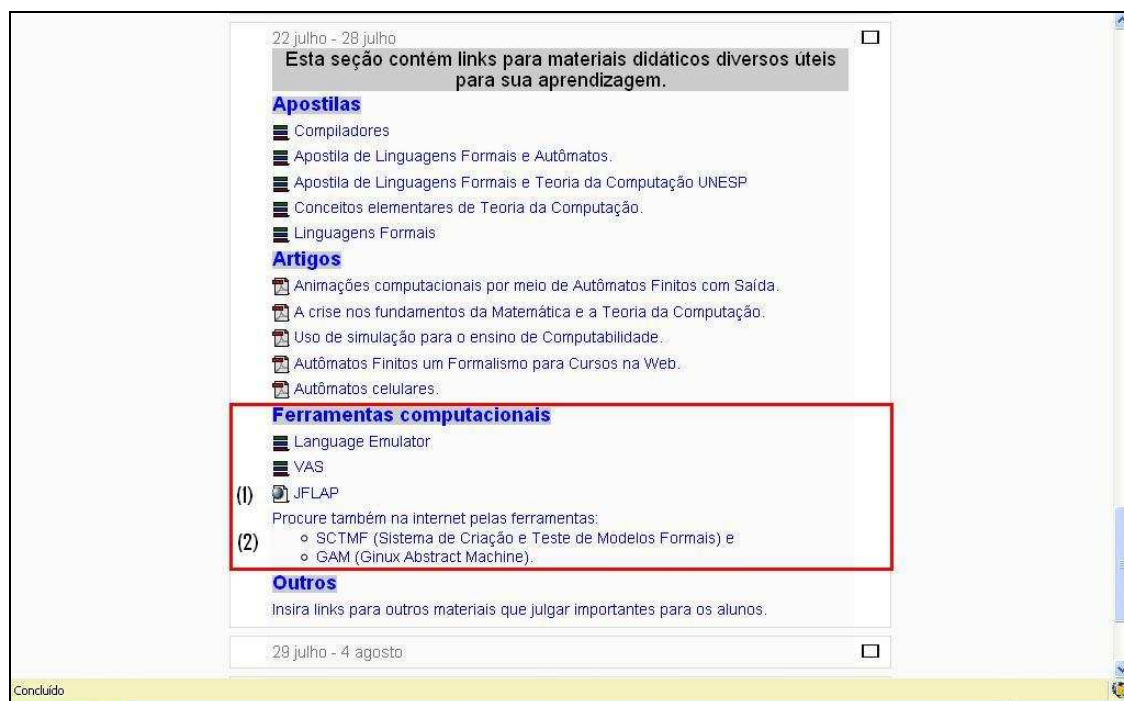 22 julho - 28 julho
Esta seção contém links para materiais didáticos diversos úteis
para sua aprendizagem.
Apostilas
Compiladores
Apostila de Linguagens Formais e Autômatos.
Apostila de Linguagens Formais e Teoria da Computação UNESP
Conceitos elementares de Teoria da Computação.
Linguagens Formais
Artigos
Animações computacionais por meio de Autômatos Finitos com Saída.
A crise nos fundamentos da Matemática e a Teoria da Computação.
Uso de simulação para o ensino de Computabilidade.
Autômatos Finitos um Formalismo para Cursos na Web.
Autômatos celulares.
Ferramentas computacionais
Language Emulator
VAS
(1) JFLAP
Procure também na internet pelas ferramentas:
(2) SCTMF (Sistema de Criação e Teste de Modelos Formais) e
GAM (Ginux Abstract Machine).
Outros
Insira links para outros materiais que julgar importantes para os alunos.
29 julho - 4 agosto
Concluído